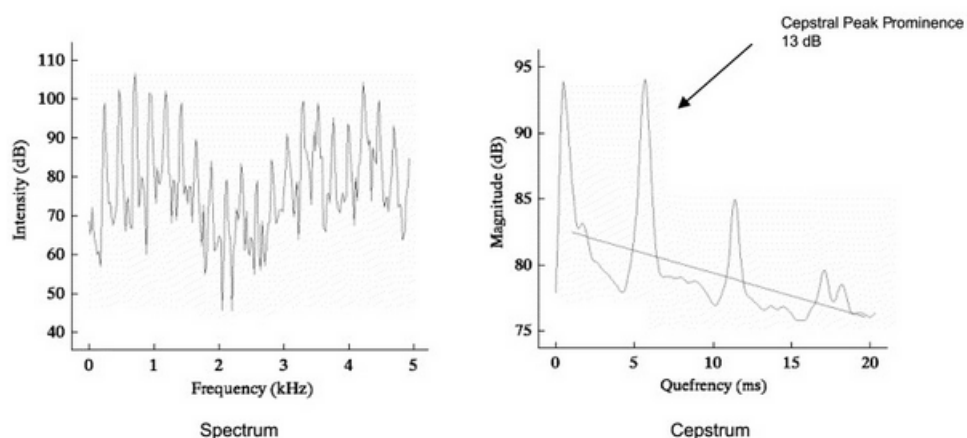 Cepstral Peak Prominence
13 dB
110
100
90
80
70
60
50
40
Intensity (dB)
0 1 2 3 4 5
Frequency (kHz)
Spectrum
95
90
85
80
75
Magnitude (dB)
0 5 10 15 20
Quefrency (ms)
Cepstrum